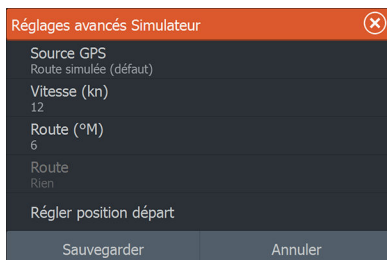 Réglages avancés Simulateur
Source GPS
Route simulée (défaut)
Vitesse (kn)
12
Route (°M)
6
Route
Rien
Régler position départ
Sauvegarder
Annuler